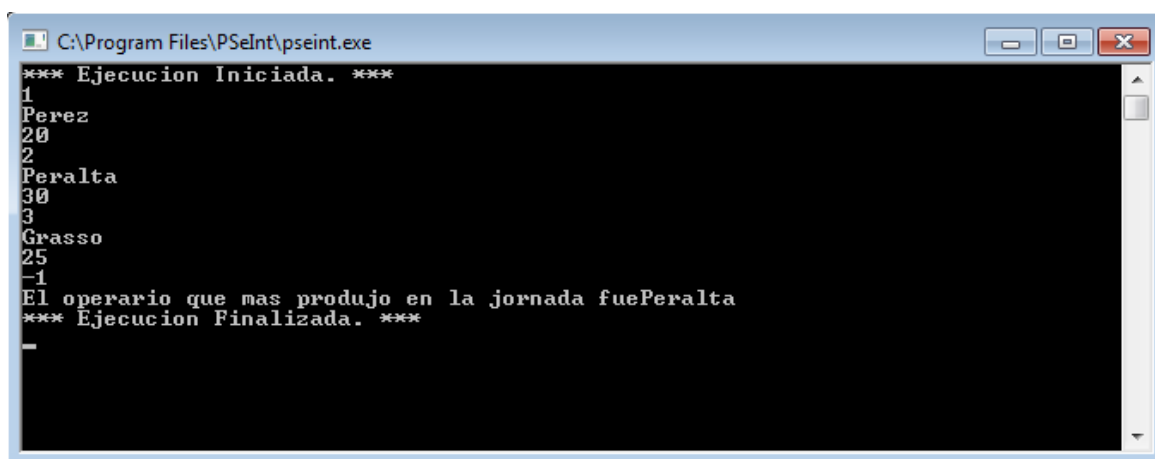 C:\Program Files\PSeInt\pseint.exe
*** Ejecucion Iniciada. ***
1
Perez
20
2
Peralta
30
3
Grasso
25
-1
El operario que mas produjo en la jornada fuePeralta
*** Ejecucion Finalizada. ***